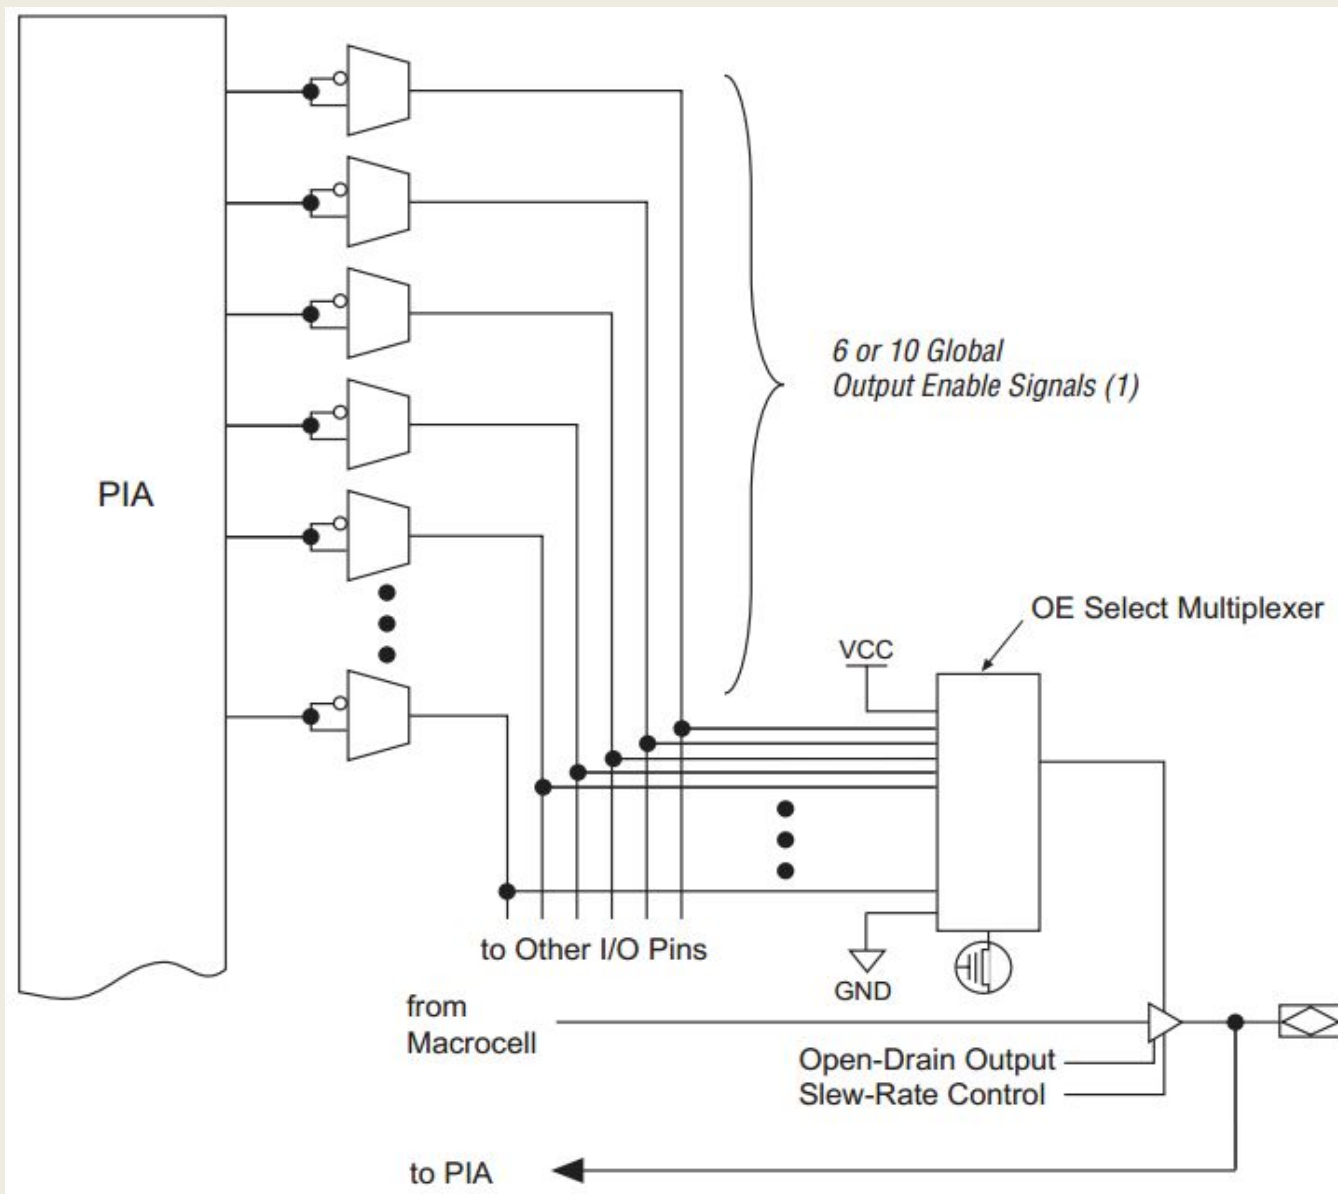 6 or 10 Global
Output Enable Signals (1)
PIA
OE Select Multiplexer
VCC
to Other I/O Pins
GND
from
Macrocell
Open-Drain Output
Slew-Rate Control
to PIA